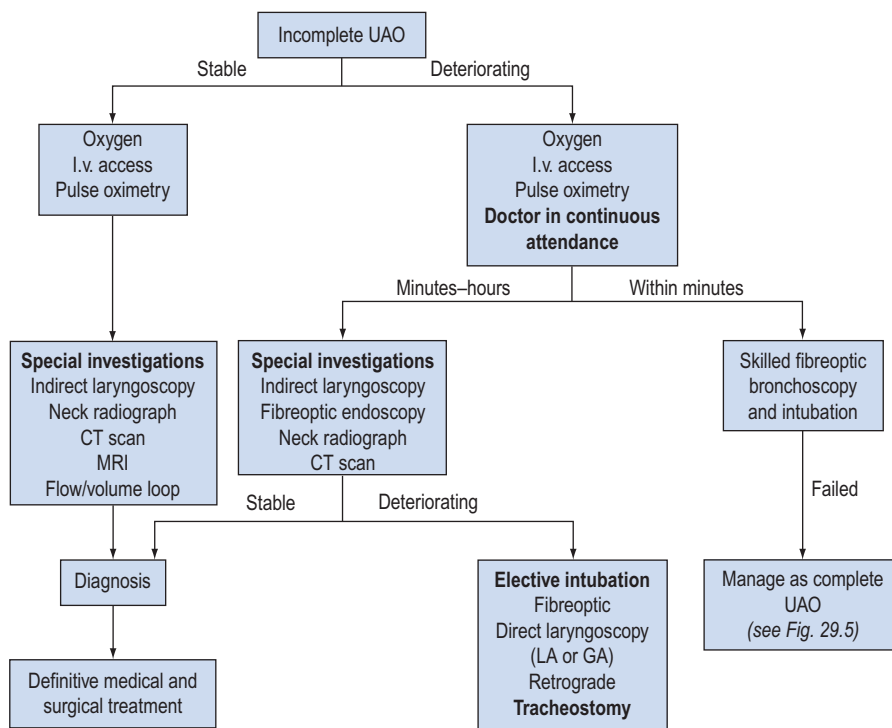 Incomplete UAO
Stable
Deteriorating
Oxygen
I.v. access
Pulse oximetry
Oxygen
I.v. access
Pulse oximetry
Doctor in continuous
attendance
Minutes–hours
Within minutes
Special investigations
Indirect laryngoscopy
Neck radiograph
CT scan
MRI
Flow/volume loop
Special investigations
Indirect laryngoscopy
Fibreoptic endoscopy
Neck radiograph
CT scan
Skilled fibreoptic
bronchoscopy
and intubation
Stable
Deteriorating
Failed
Diagnosis
Elective intubation
Fibreoptic
Direct laryngoscopy
(LA or GA)
Retrograde
Tracheostomy
Manage as complete
UAO
(see Fig. 29.5)
Definitive medical and
surgical treatment